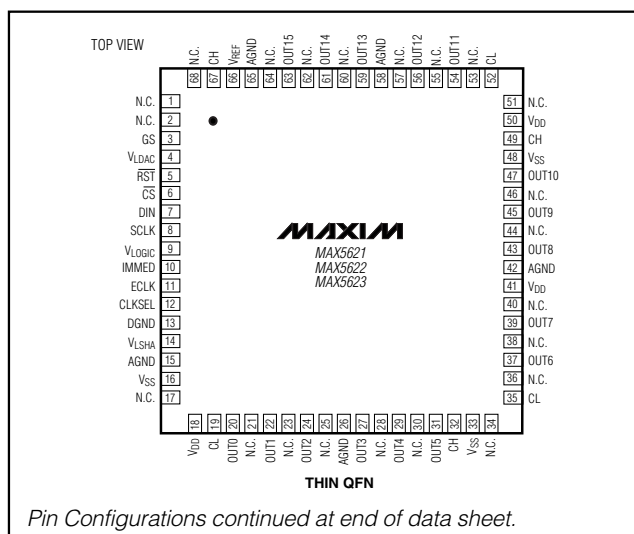 TOP VIEW
N.C. CH VREF AGND N.C. OUT15 N.C. OUT14 N.C. OUT13 AGND N.C. OUT12 N.C. OUT11 N.C. CL
68 67 66 65 64 63 62 61 60 59 58 57 56 55 54 53 52
N.C. 1
N.C. 2
GS 3
VLDAC 4
RST 5
CS 6
DIN 7
SCLK 8
VLOGIC 9
IMMED 10
ECLK 11
CLKSEL 12
DGND 13
VLSHA 14
AGND 15
VSS 16
N.C. 17
MAXIM
MAX5621
MAX5622
MAX5623
51 N.C.
50 VDD
49 CH
48 VSS
47 OUT10
46 N.C.
45 OUT9
44 N.C.
43 OUT8
42 AGND
41 VDD
40 N.C.
39 OUT7
38 N.C.
37 OUT6
36 N.C.
35 CL
18 19 20 21 22 23 24 25 26 27 28 29 30 31 32 33 34
VDD CL OUT0 N.C. OUT1 N.C. OUT2 N.C. AGND OUT3 N.C. OUT4 N.C. OUT5 CH VSS N.C.
THIN QFN
Pin Configurations continued at end of data sheet.